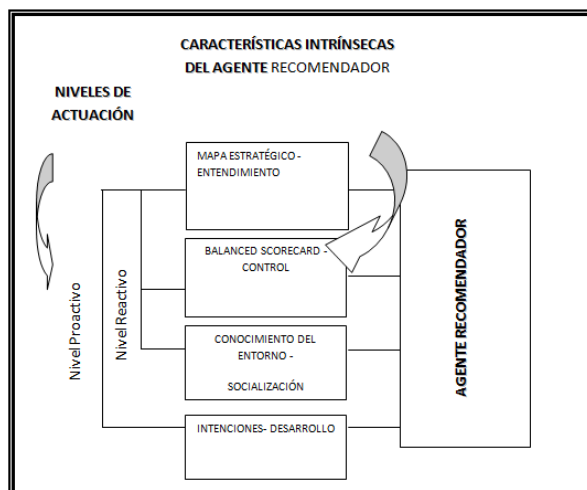 CARACTERÍSTICAS INTRÍNSECAS
DEL AGENTE RECOMENDADOR
NIVELES DE
ACTUACIÓN
MAPA ESTRATÉGICO -
ENTENDIMIENTO
BALANCED SCORECARD -
CONTROL
CONOCIMIENTO DEL
ENTORNO -
SOCIALIZACIÓN
INTENCIONES- DESARROLLO
Nivel Proactivo
Nivel Reactivo
AGENTE RECOMENDADOR